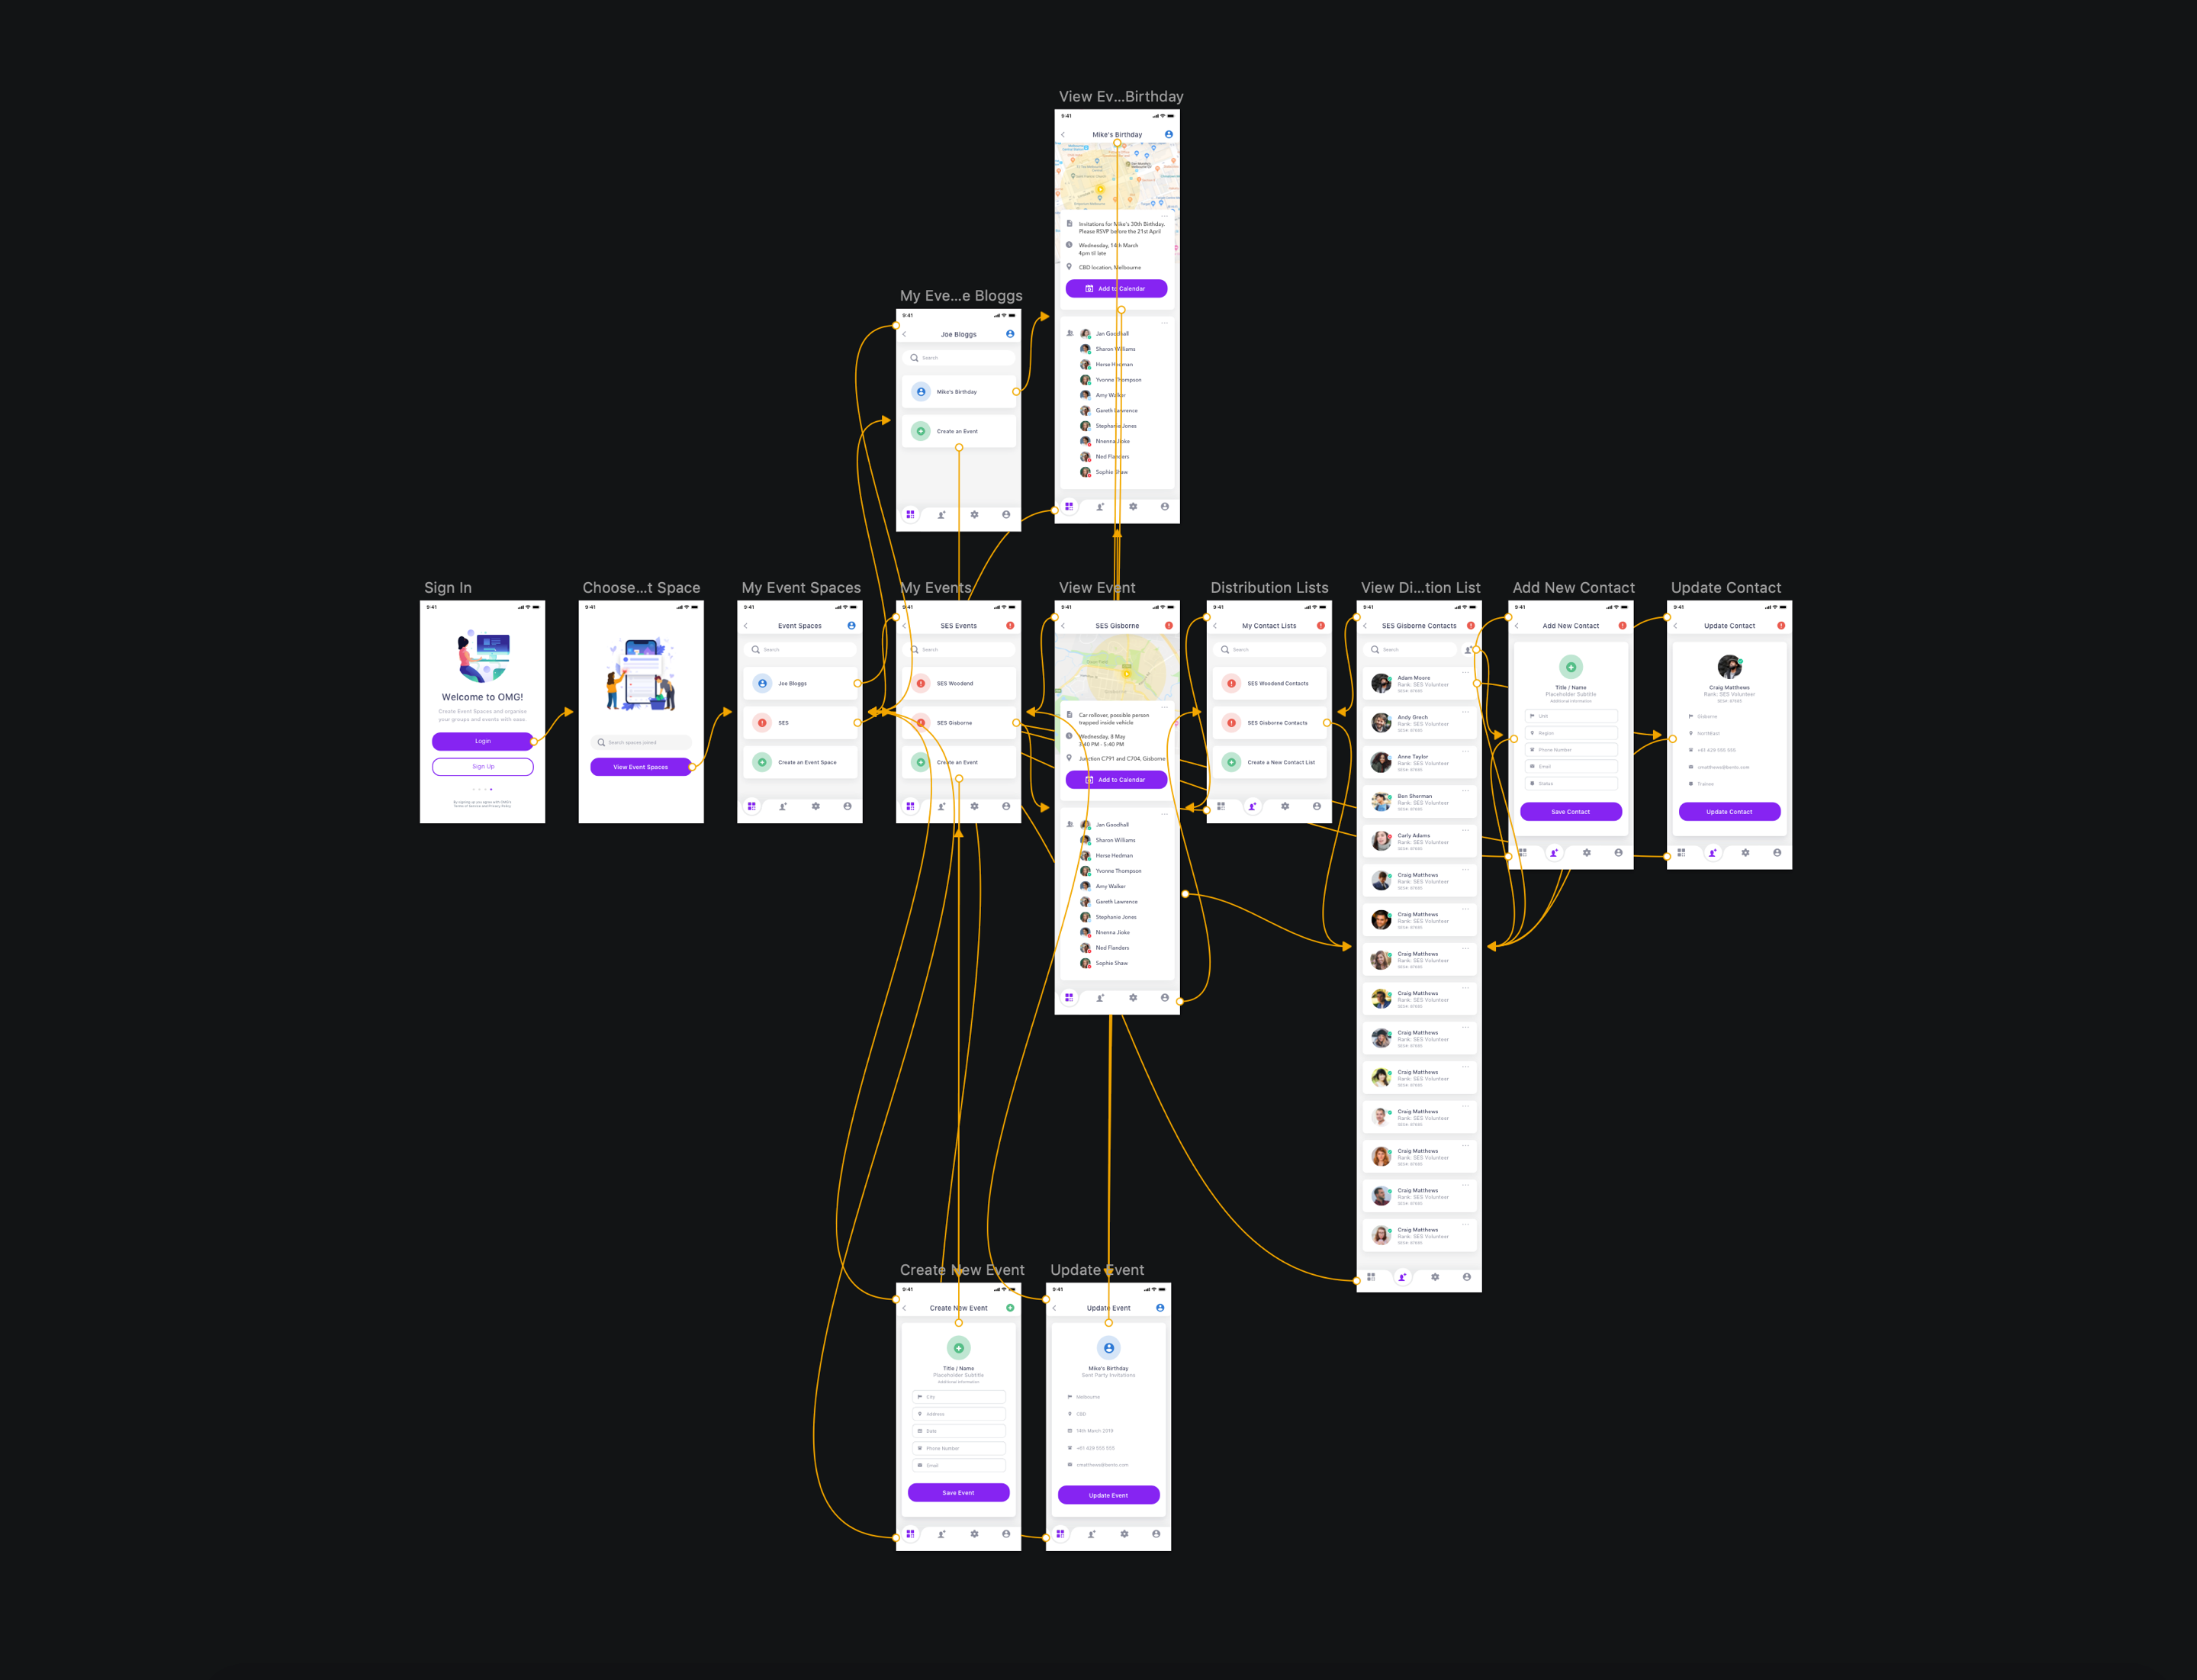 View Ev...Birthday
9:41
Mike's Birthday
Invitations for Mike's 30th Birthday.
Please RSVP before the 21st April
Wednesday, 14th March
4pm til late
CBD location, Melbourne
Add to Calendar
Jan Goodhall
Sharon Williams
Herse Hedman
Yvonne Thompson
Amy Walker
Gareth Lawrence
Stephanie Jones
Nnenna Jioke
Ned Flanders
Sophie Shaw
My Eve...e Bloggs
9:41
Joe Bloggs
Search
Mike's Birthday
Create an Event
Sign In
9:41
Welcome to OMG!
Create Event Spaces and organise
your groups and events with ease.
Login
Sign Up
By signing up you agree with OMG's
Terms of Service and Privacy Policy
Choose...t Space
9:41
Search spaces joined
View Event Spaces
My Event Spaces
9:41
Event Spaces
Search
Joe Bloggs
SES
Create an Event Space
My Events
9:41
SES Events
Search
SES Woodend
SES Gisborne
Create an Event
View Event
9:41
SES Gisborne
Car rollover, possible person
trapped inside vehicle
Wednesday, 8 May
3:40 PM - 5:40 PM
Junction C791 and C704, Gisborne
Add to Calendar
Jan Goodhall
Sharon Williams
Herse Hedman
Yvonne Thompson
Amy Walker
Gareth Lawrence
Stephanie Jones
Nnenna Jioke
Ned Flanders
Sophie Shaw
Distribution Lists
9:41
My Contact Lists
Search
SES Woodend Contacts
SES Gisborne Contacts
Create a New Contact List
View Di...tion List
9:41
SES Gisborne Contacts
Search
Adam Moore
Rank: SES Volunteer
Andy Grech
Rank: SES Volunteer
Anne Taylor
Rank: SES Volunteer
Ben Sherman
Rank: SES Volunteer
Carly Adams
Rank: SES Volunteer
Craig Matthews
Rank: SES Volunteer
Craig Matthews
Rank: SES Volunteer
Craig Matthews
Rank: SES Volunteer
Craig Matthews
Rank: SES Volunteer
Craig Matthews
Rank: SES Volunteer
Craig Matthews
Rank: SES Volunteer
Craig Matthews
Rank: SES Volunteer
Craig Matthews
Rank: SES Volunteer
Craig Matthews
Rank: SES Volunteer
Craig Matthews
Rank: SES Volunteer
Add New Contact
9:41
Add New Contact
Title / Name
Placeholder Subtitle
Additional information
Unit
Region
Phone Number
Email
Status
Save Contact
Update Contact
9:41
Update Contact
Craig Matthews
Rank: SES Volunteer
Gisborne
NorthEast
+61 429 555 555
cmatthews@bento.com
Trainee
Update Contact
Create New Event
9:41
Create New Event
Title / Name
Placeholder Subtitle
Additional information
City
Address
Date
Phone Number
Email
Save Event
Update Event
9:41
Update Event
Mike's Birthday
Sent Party Invitations
Melbourne
CBD
14th March 2019
+61 429 555 555
cmatthews@bento.com
Update Event